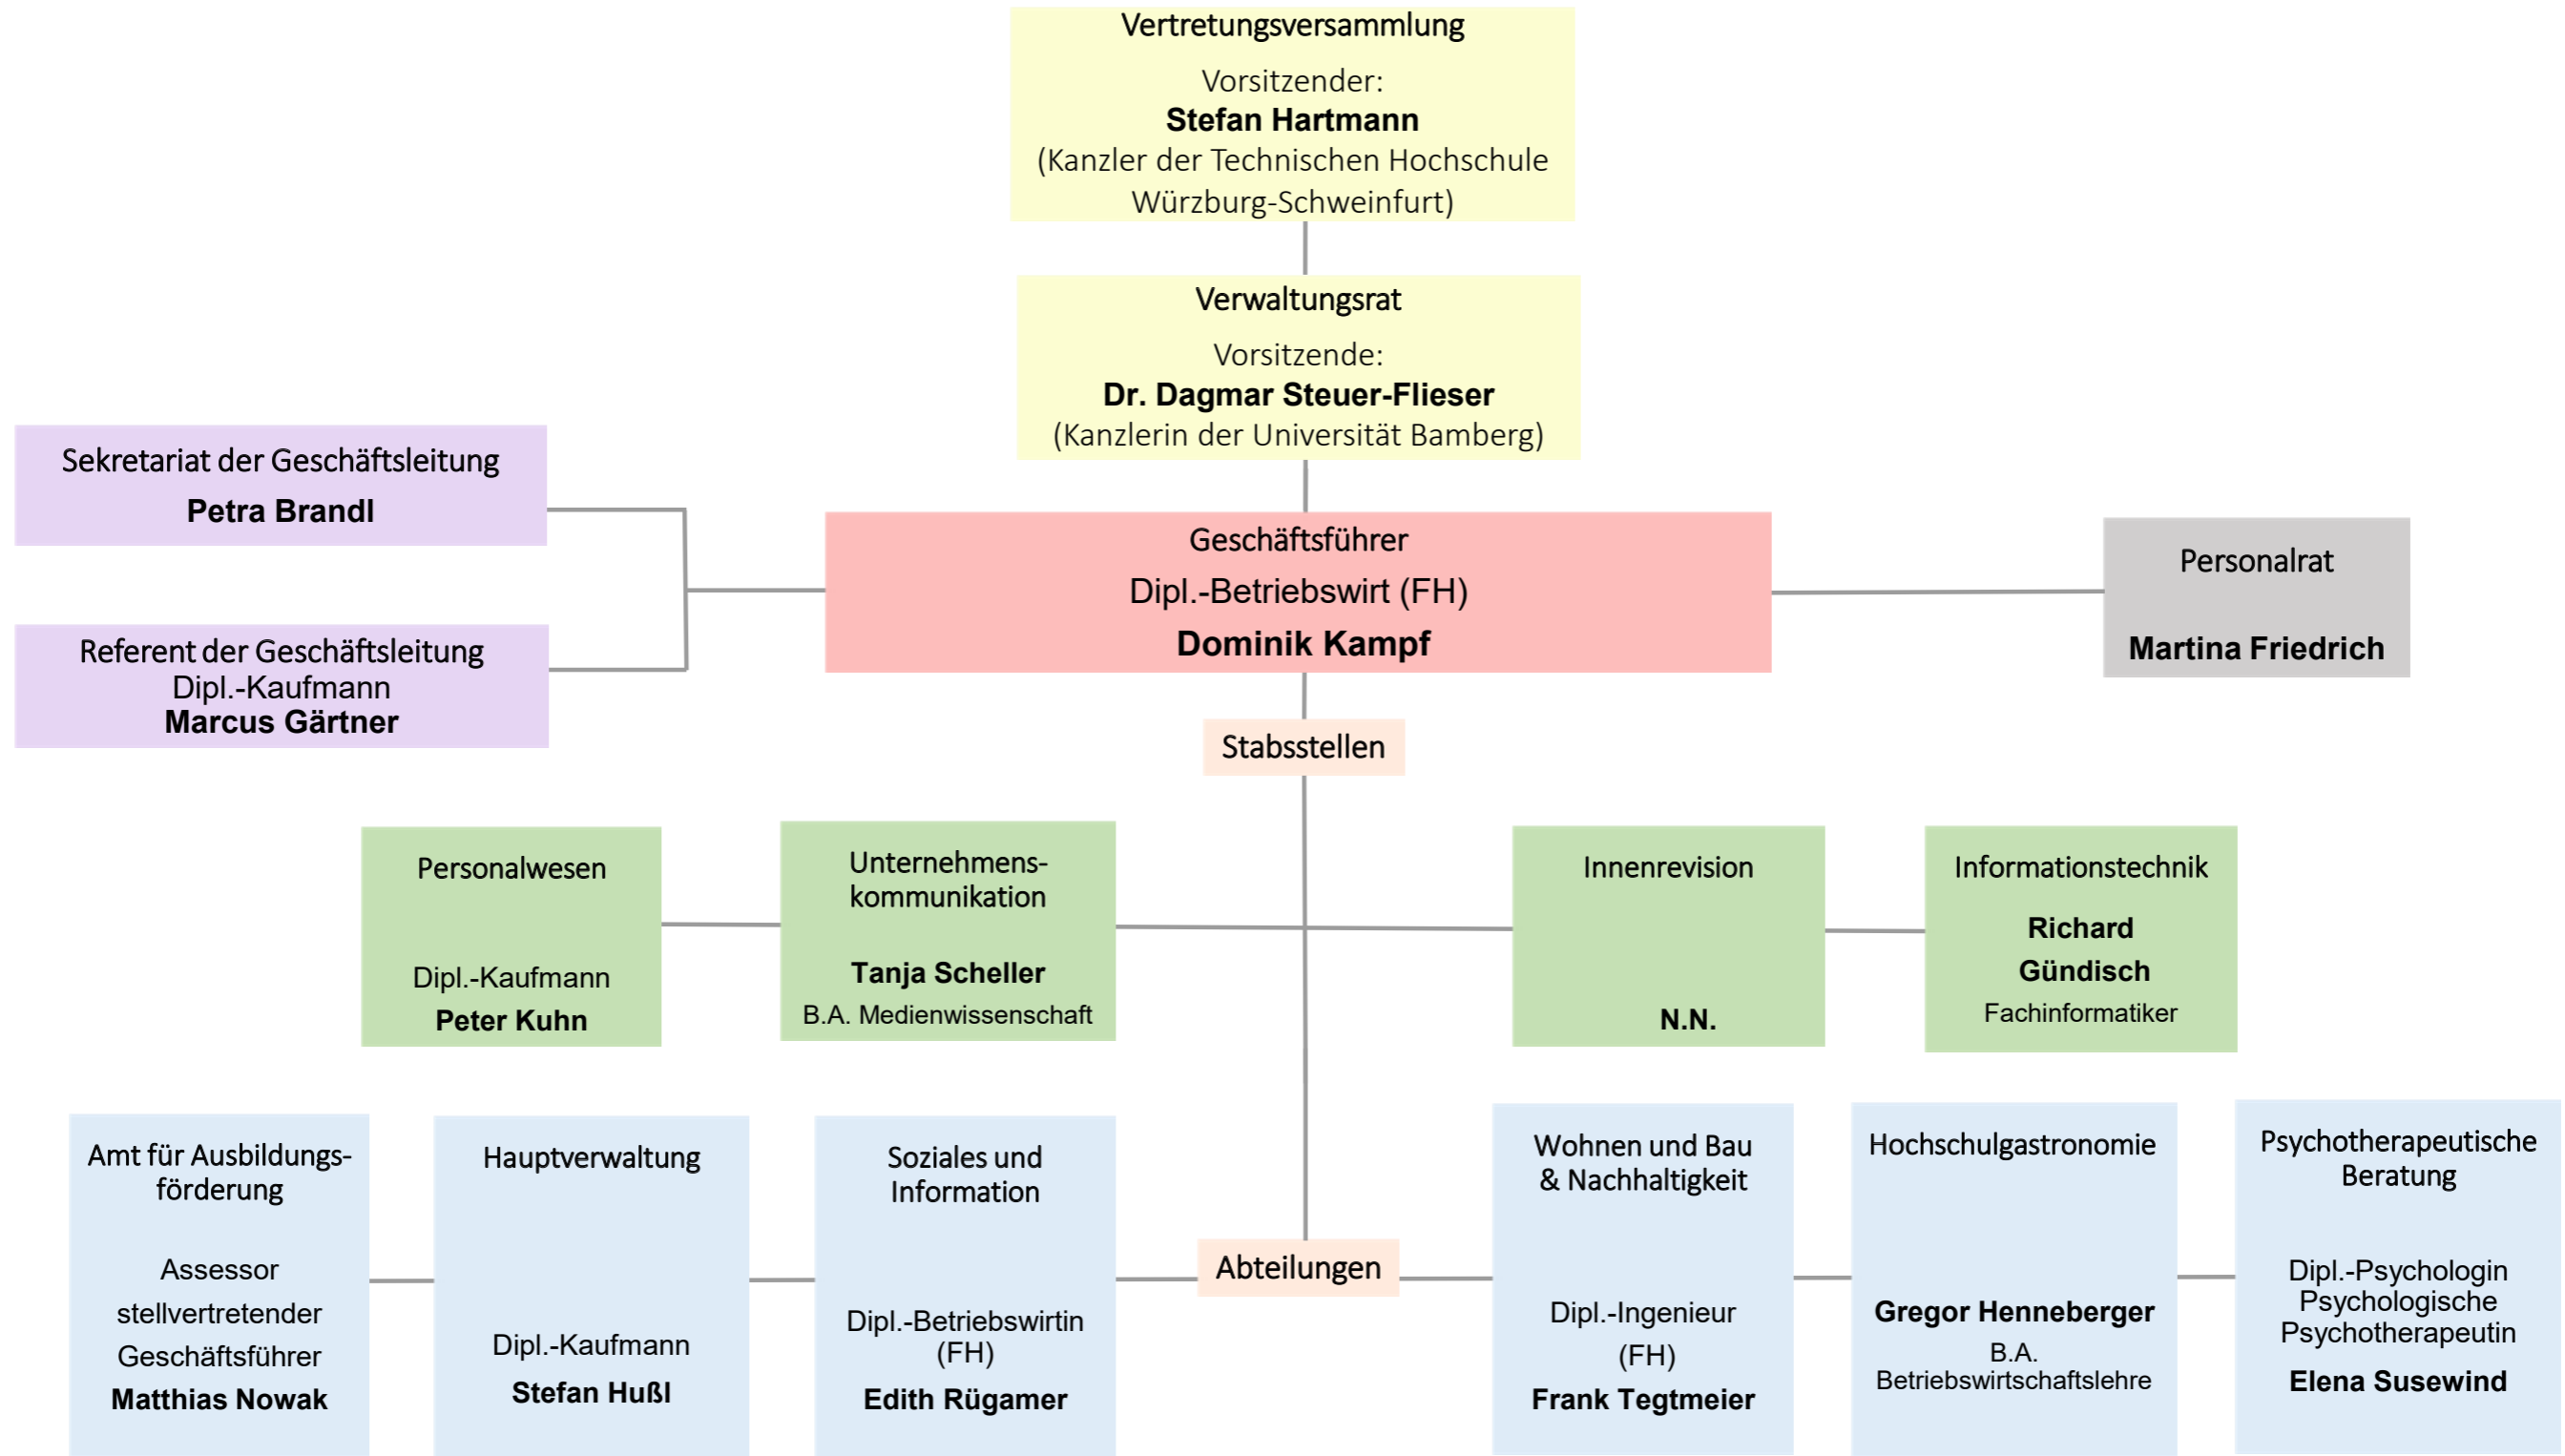 Vertretungsversammlung
Vorsitzender:
Stefan Hartmann
(Kanzler der Technischen Hochschule
Würzburg-Schweinfurt)
Verwaltungsrat
Vorsitzende:
Dr. Dagmar Steuer-Flieser
(Kanzlerin der Universität Bamberg)
Sekretariat der Geschäftsleitung
Petra Brandl
Referent der Geschäftsleitung
Dipl.-Kaufmann
Marcus Gärtner
Geschäftsführer
Dipl.-Betriebswirt (FH)
Dominik Kampf
Personalrat
Martina Friedrich
Stabsstellen
Personalwesen
Dipl.-Kaufmann
Peter Kuhn
Unternehmens-
kommunikation
Tanja Scheller
B.A. Medienwissenschaft
Innenrevision
N.N.
Informationstechnik
Richard
Gündisch
Fachinformatiker
Amt für Ausbildungs-
förderung
Assessor
stellvertretender
Geschäftsführer
Matthias Nowak
Hauptverwaltung
Dipl.-Kaufmann
Stefan Hußl
Soziales und
Information
Dipl.-Betriebswirtin
(FH)
Edith Rügamer
Abteilungen
Wohnen und Bau
& Nachhaltigkeit
Dipl.-Ingenieur
(FH)
Frank Tegtmeier
Hochschulgastronomie
Gregor Henneberger
B.A.
Betriebswirtschaftslehre
Psychotherapeutische
Beratung
Dipl.-Psychologin
Psychologische
Psychotherapeutin
Elena Susewind